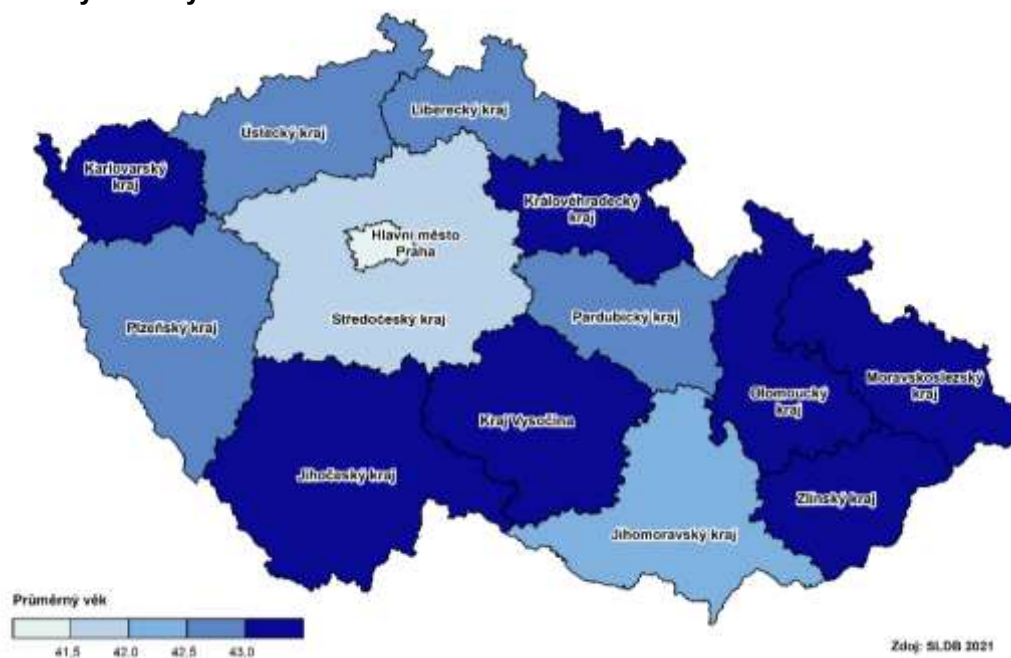 Liberecký kraj
Ústecký kraj
Karlovarský
kraj
Královéhradecký
kraj
Hlavní město
Praha
Plzeňský kraj
Středočeský kraj
Pardubický kraj
Moravskoslezský
kraj
Olomoucký
kraj
Kraj Vysočina
Jihočeský kraj
Zlínský kraj
Jihomoravský kraj
Průměrný věk
41,5 42,0 42,5 43,0
Zdroj: SLDB 2021